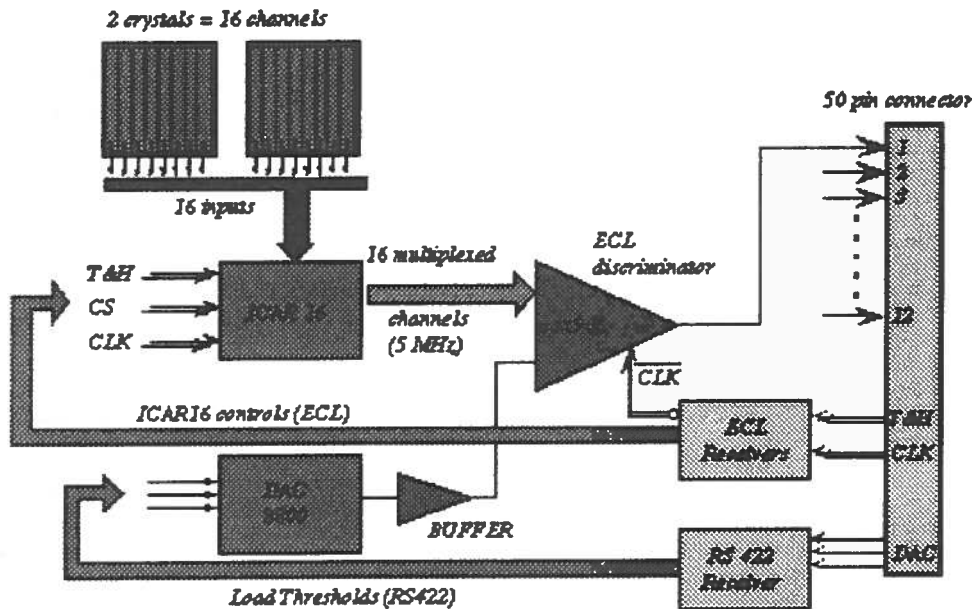 2 crystals = 16 channels
50 pin connector
1
2
3
16 inputs
16 multiplexed
channels
(5 MHz)
ECL
discriminator
T&H
CS
CLK
ICAR 16
12
CLK
ICAR16 controls (ECL)
ECL
Receivers
T&H
CLK
DAC
BUFFER
RS 422
Receiver
DAC
Load Thresholds (RS422)